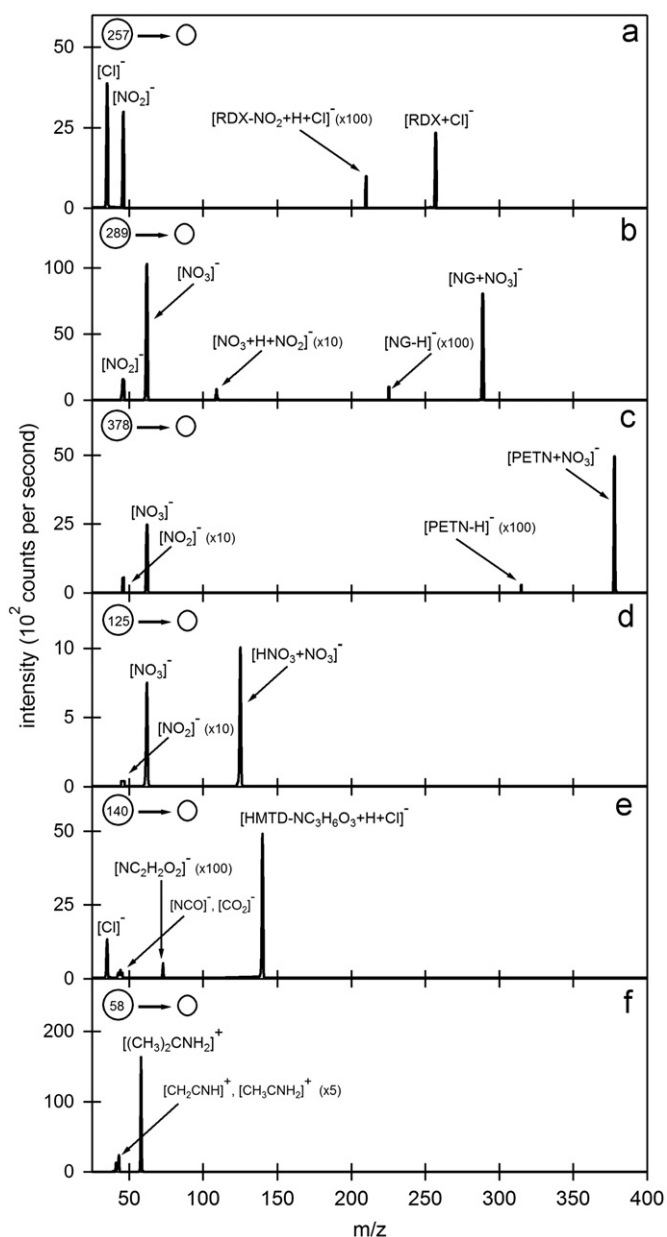 257
a
50
[Cl]⁻
[NO₂]⁻
[RDX-NO₂+H+Cl]⁻(x100)
[RDX+Cl]⁻
25
0
289
b
100
[NO₃]⁻
[NG+NO₃]⁻
50
[NO₂]⁻
[NO₃+H+NO₂]⁻(x10)
[NG-H]⁻(x100)
0
378
c
50
[PETN+NO₃]⁻
[NO₃]⁻
25
[NO₂]⁻ (x10)
[PETN-H]⁻(x100)
0
125
d
10
[NO₃]⁻
[HNO₃+NO₃]⁻
5
[NO₂]⁻ (x10)
0
140
e
50
[HMTD-NC₃H₆O₃+H+Cl]⁻
[NC₂H₂O₂]⁻(x100)
25
[NCO]⁻, [CO₂]⁻
[Cl]⁻
0
58
f
200
[(CH₃)₂CNH₂]⁺
100
[CH₂CNH]⁺, [CH₃CNH₂]⁺ (x5)
0
intensity (10² counts per second)
50 100 150 200 250 300 350 400
m/z